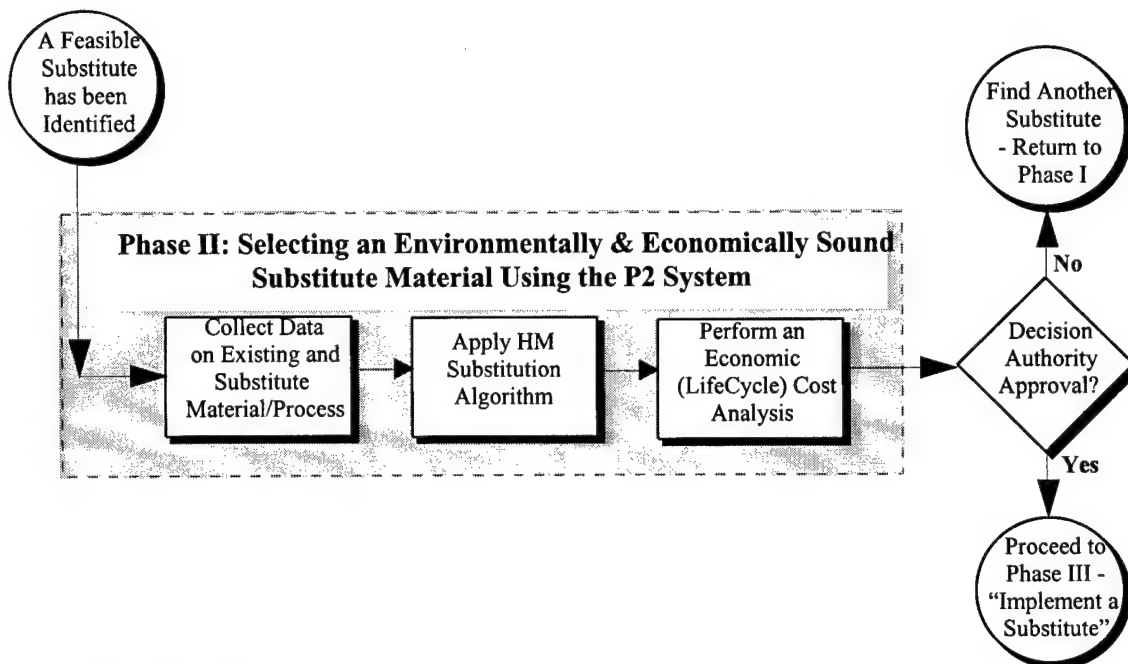 A Feasible
Substitute
has been
Identified
Phase II: Selecting an Environmentally & Economically Sound
Substitute Material Using the P2 System
Collect Data
on Existing and
Substitute
Material/Process
Apply HM
Substitution
Algorithm
Perform an
Economic
(LifeCycle) Cost
Analysis
Find Another
Substitute
- Return to
Phase I
No
Decision
Authority
Approval?
Yes
Proceed to
Phase III -
“Implement a
Substitute”